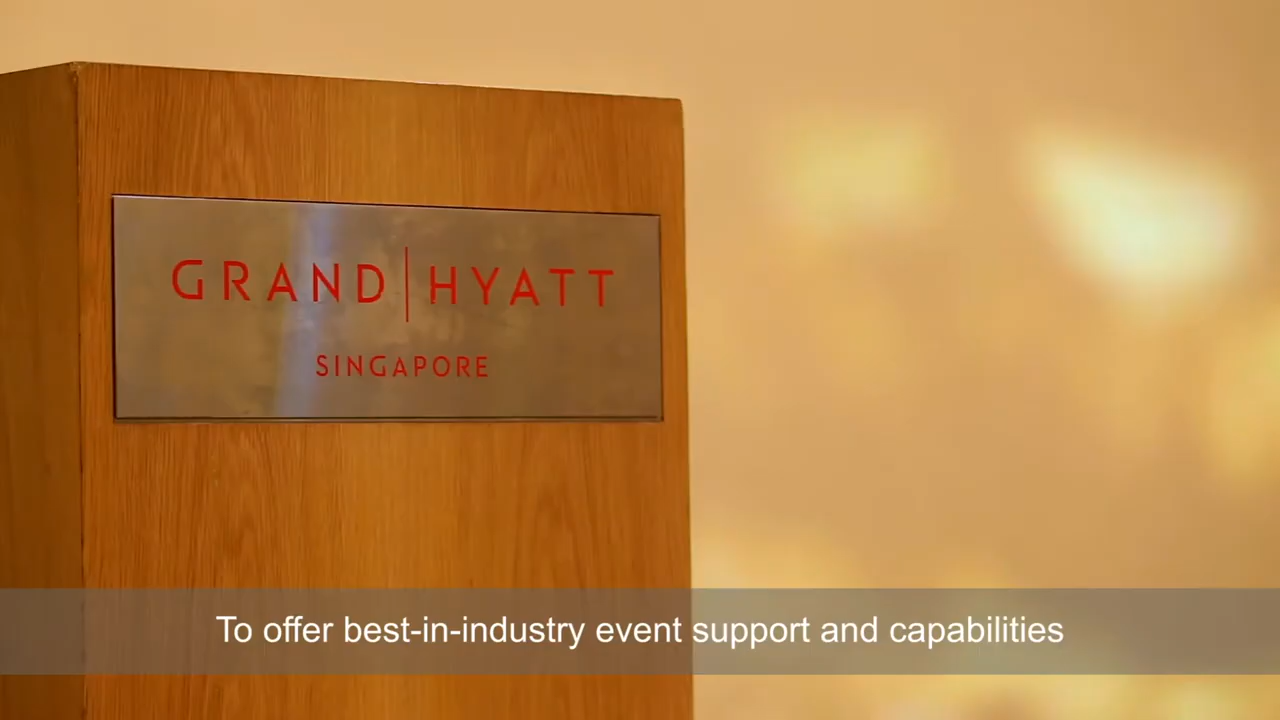 GRAND | HYATT
SINGAPORE
To offer best-in-industry event support and capabilities